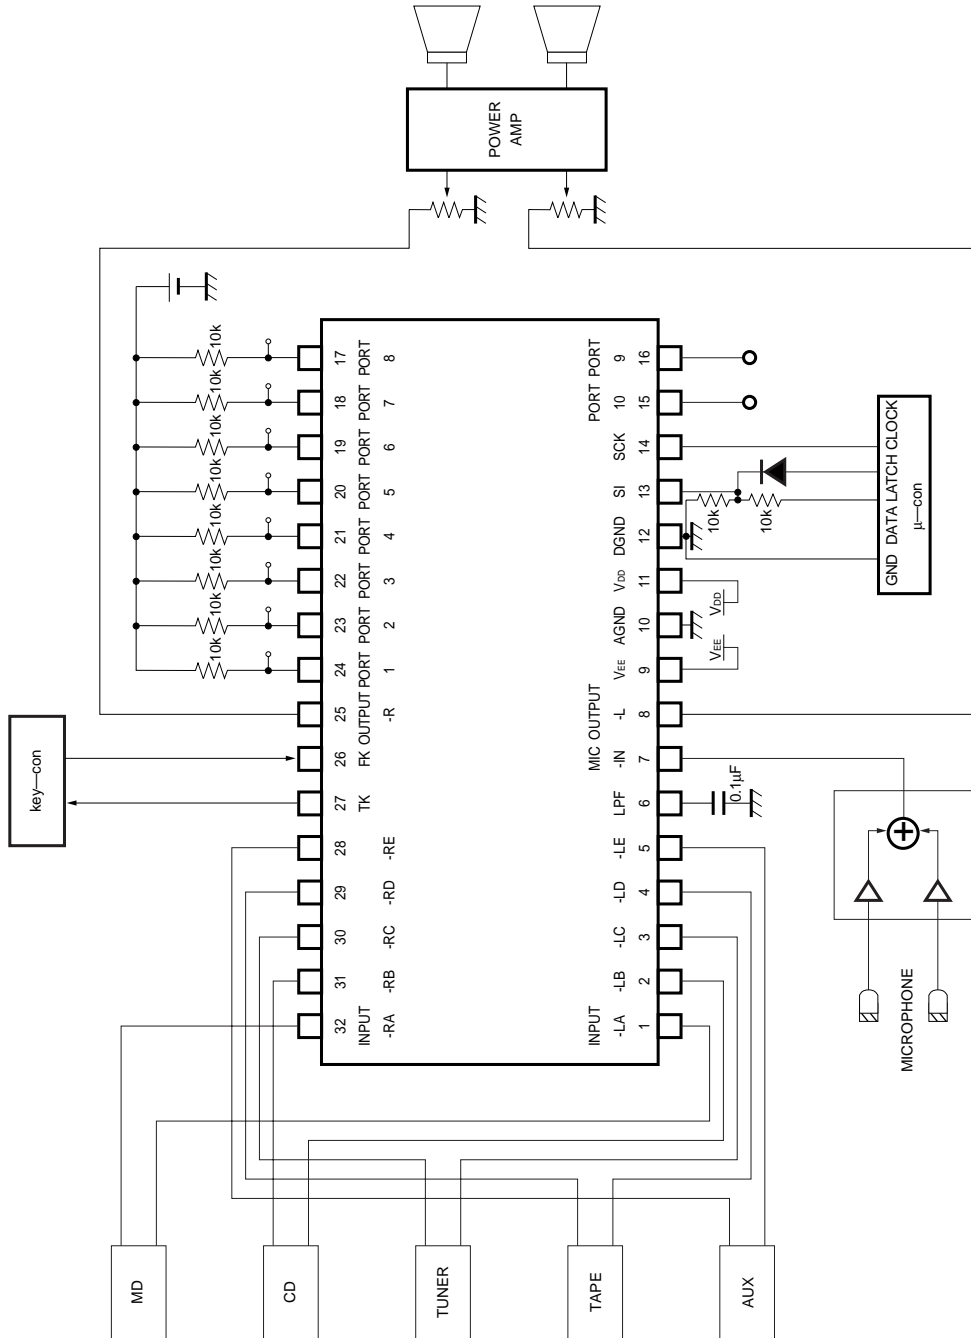 POWER
AMP
10k
10k
10k
10k
10k
10k
10k
10k
17 PORT 8
18 PORT 7
19 PORT 6
20 PORT 5
21 PORT 4
22 PORT 3
23 PORT 2
24 PORT 1
25 OUTPUT -R
26 FK
27 TK
28 -RE
29 -RD
30 -RC
31 -RB
32 INPUT -RA
key—con
PORT 9 16
PORT 10 15
SCK 14
SI 13
DGND 12
VDD 11
AGND 10
VEE 9
OUTPUT -L 8
MIC -IN 7
LPF 6
-LE 5
-LD 4
-LC 3
-LB 2
INPUT -LA 1
10k
10k
VDD
VEE
0.1µF
GND DATA LATCH CLOCK
µ—con
MICROPHONE
MD
CD
TUNER
TAPE
AUX